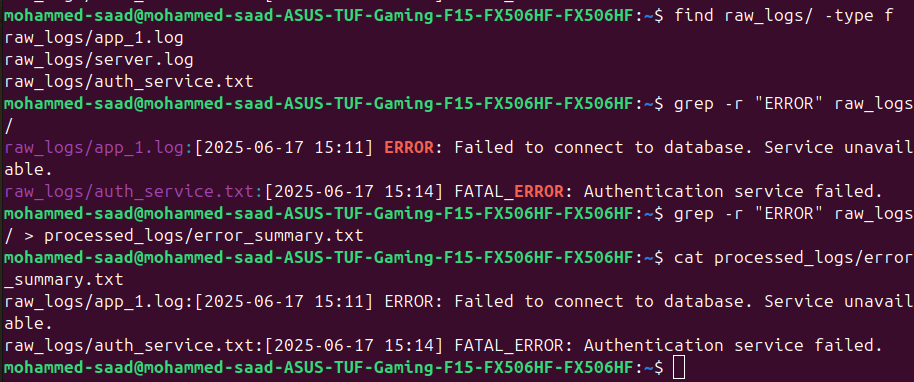 mohammed-saad@mohammed-saad-ASUS-TUF-Gaming-F15-FX506HF-FX506HF:~$ find raw_logs/ -type f
raw_logs/app_1.log
raw_logs/server.log
raw_logs/auth_service.txt
mohammed-saad@mohammed-saad-ASUS-TUF-Gaming-F15-FX506HF-FX506HF:~$ grep -r "ERROR" raw_logs
/
raw_logs/app_1.log:[2025-06-17 15:11] ERROR: Failed to connect to database. Service unavail
able.
raw_logs/auth_service.txt:[2025-06-17 15:14] FATAL_ERROR: Authentication service failed.
mohammed-saad@mohammed-saad-ASUS-TUF-Gaming-F15-FX506HF-FX506HF:~$ grep -r "ERROR" raw_logs
/ > processed_logs/error_summary.txt
mohammed-saad@mohammed-saad-ASUS-TUF-Gaming-F15-FX506HF-FX506HF:~$ cat processed_logs/error
_summary.txt
raw_logs/app_1.log:[2025-06-17 15:11] ERROR: Failed to connect to database. Service unavail
able.
raw_logs/auth_service.txt:[2025-06-17 15:14] FATAL_ERROR: Authentication service failed.
mohammed-saad@mohammed-saad-ASUS-TUF-Gaming-F15-FX506HF-FX506HF:~$